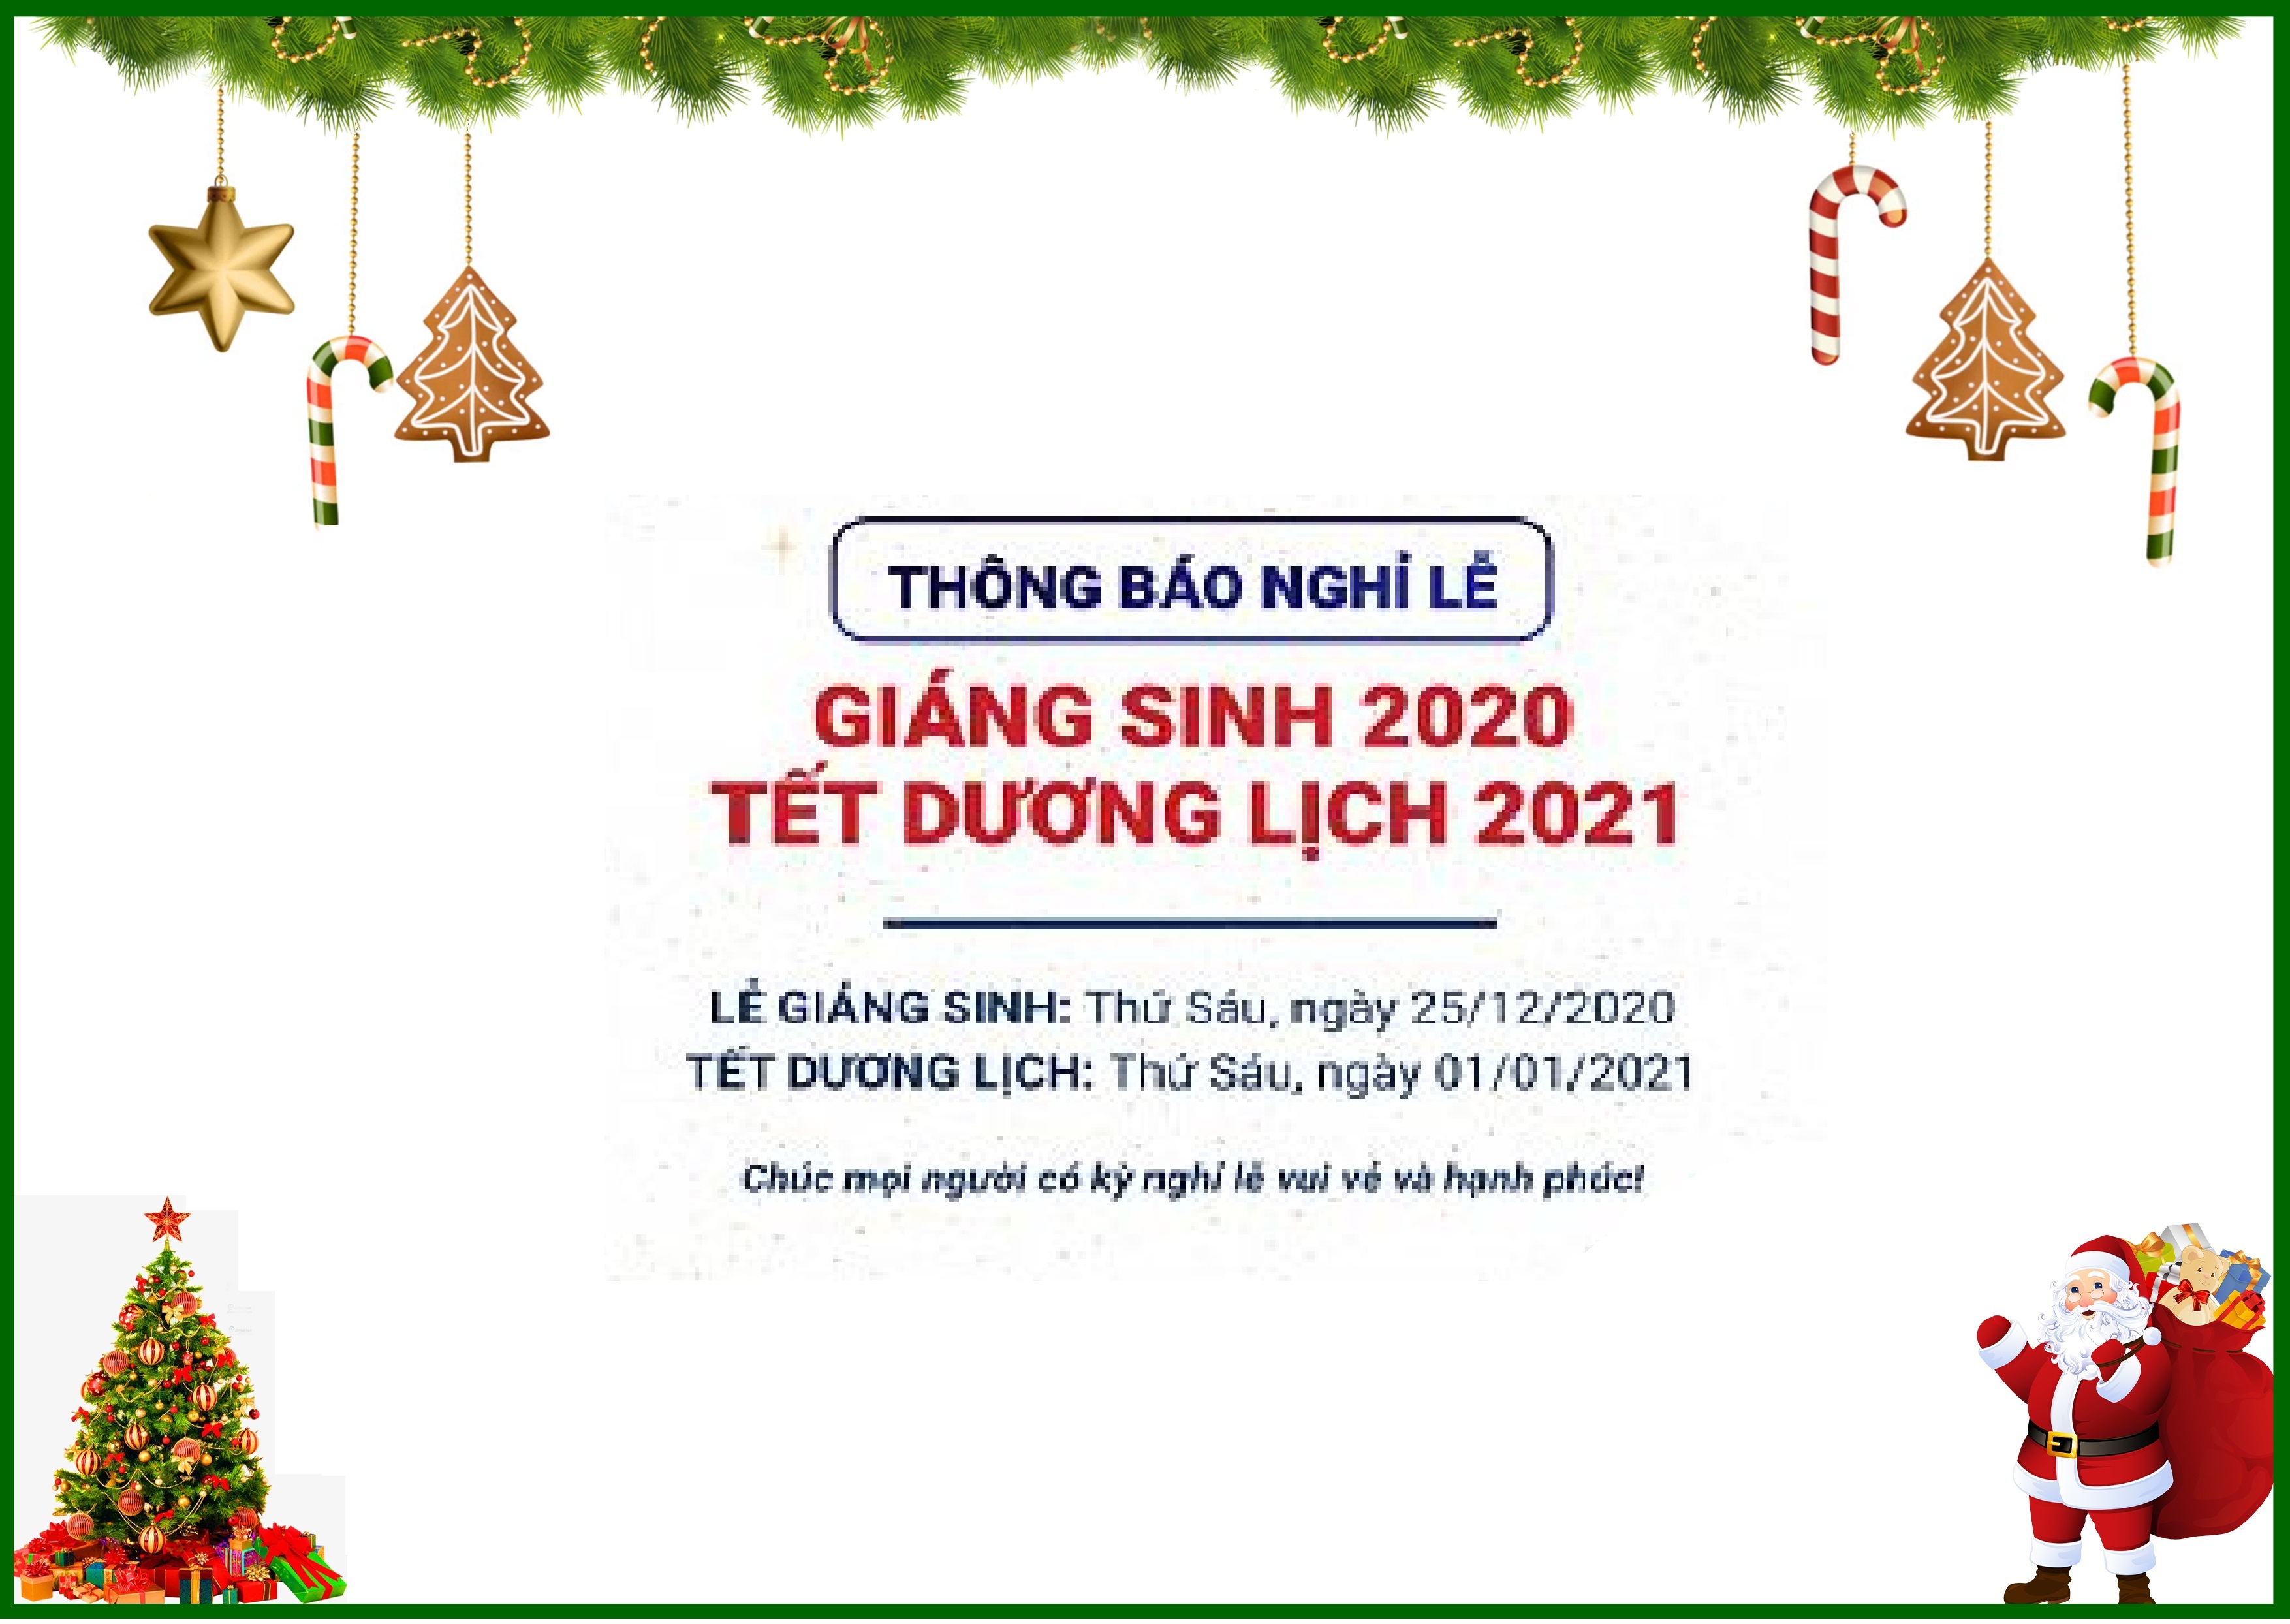 THÔNG BÁO NGHỈ LỄ
GIÁNG SINH 2020
TẾT DƯƠNG LỊCH 2021
LỄ GIÁNG SINH: Thứ Sáu, ngày 25/12/2020
TẾT DƯƠNG LỊCH: Thứ Sáu, ngày 01/01/2021
Chúc mọi người có kỳ nghỉ lễ vui vẻ và hạnh phúc!